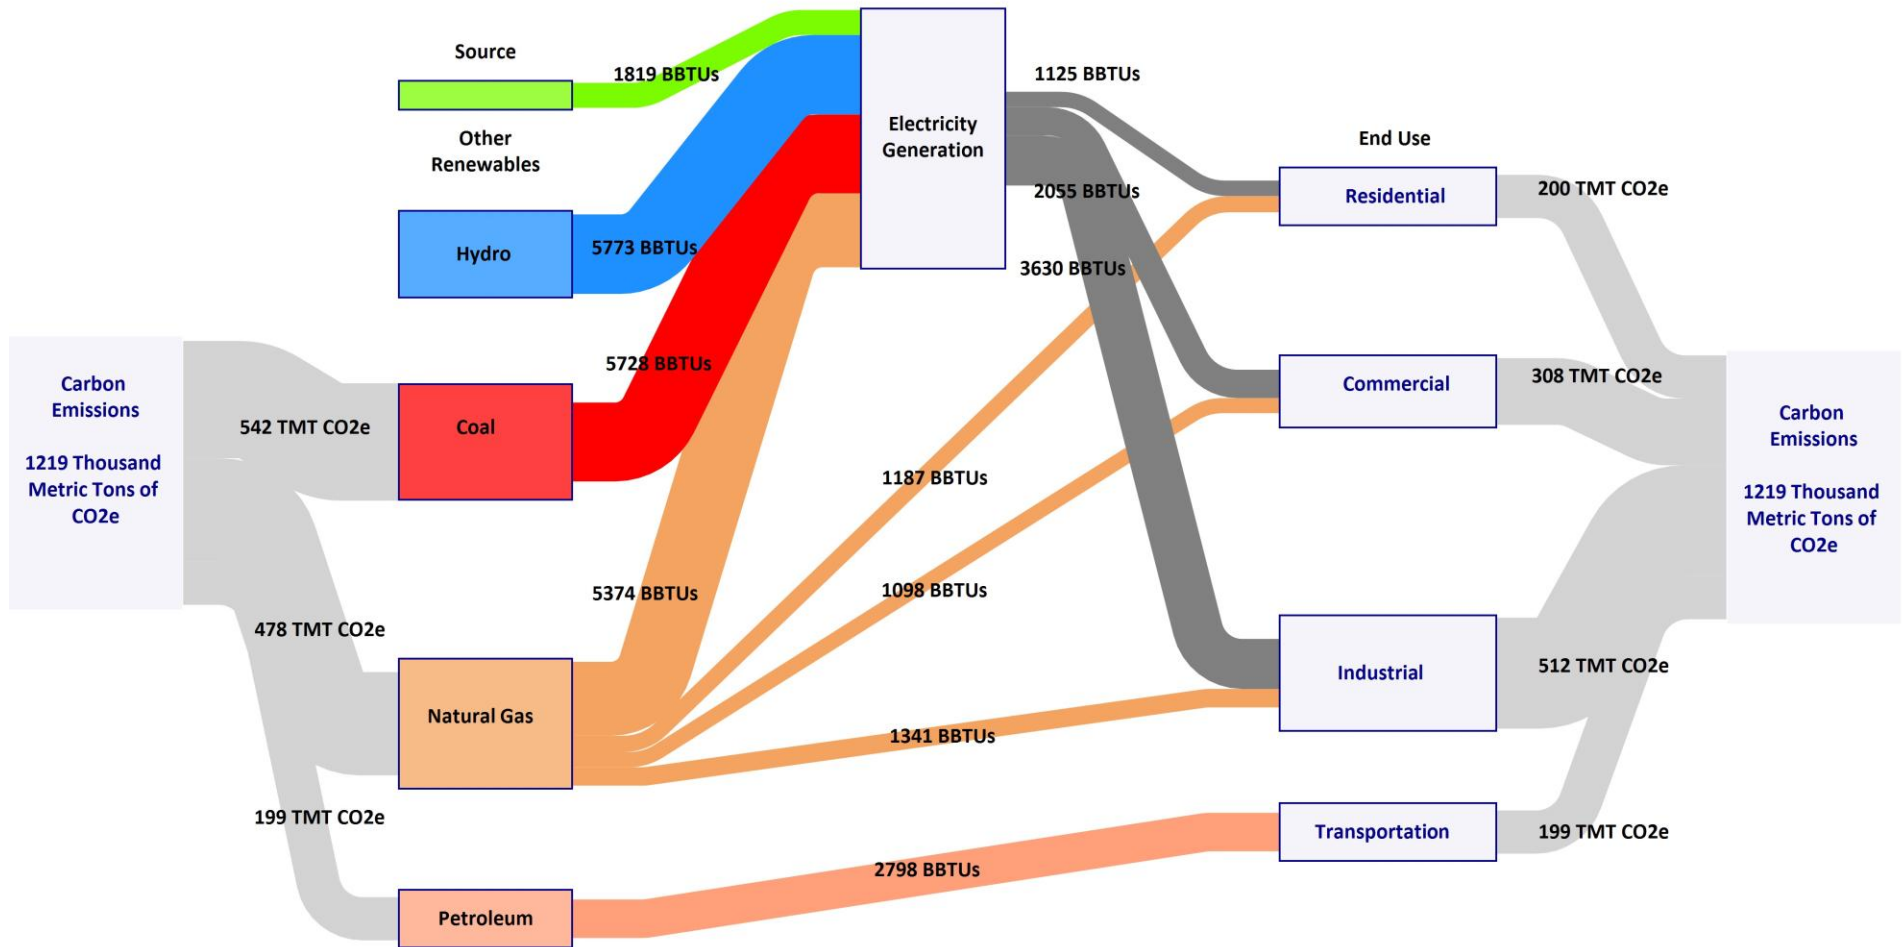 Source
1819 BBTUs
Other
Renewables
Hydro
5773 BBTUs
Electricity
Generation
1125 BBTUs
2055 BBTUs
3630 BBTUs
End Use
Residential
200 TMT CO2e
Carbon
Emissions
1219 Thousand
Metric Tons of
CO2e
542 TMT CO2e
Coal
5728 BBTUs
Commercial
308 TMT CO2e
Carbon
Emissions
1219 Thousand
Metric Tons of
CO2e
1187 BBTUs
1098 BBTUs
5374 BBTUs
478 TMT CO2e
Natural Gas
1341 BBTUs
Industrial
512 TMT CO2e
199 TMT CO2e
Petroleum
2798 BBTUs
Transportation
199 TMT CO2e